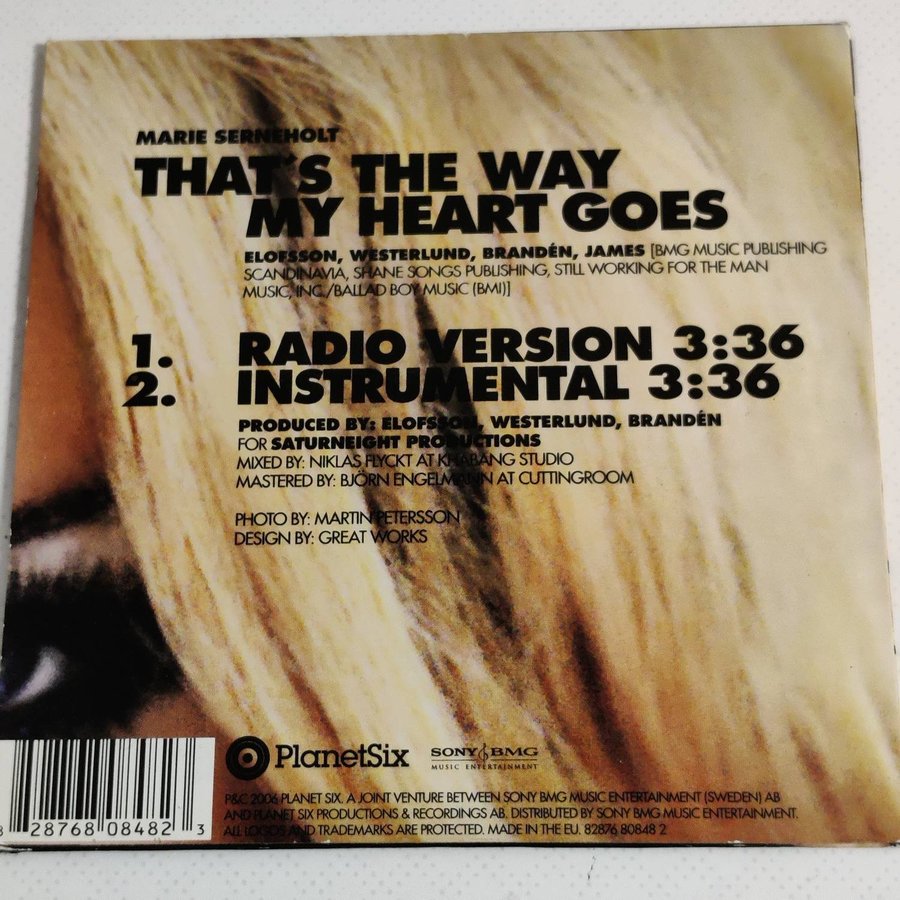 MARIE SERNEHOLT
THAT'S THE WAY
MY HEART GOES
ELOFSSON, WESTERLUND, BRANDÉN, JAMES [BMG MUSIC PUBLISHING
SCANDINAVIA, SHANE SONGS PUBLISHING, STILL WORKING FOR THE MAN
MUSIC, INC./BALLAD BOY MUSIC (BMI)]
1. RADIO VERSION 3:36
2. INSTRUMENTAL 3:36
PRODUCED BY: ELOFSSON, WESTERLUND, BRANDÉN
FOR SATURNEIGHT PRODUCTIONS
MIXED BY: NIKLAS FLYCKT AT KHABANG STUDIO
MASTERED BY: BJÖRN ENGELMANN AT CUTTINGROOM
PHOTO BY: MARTIN PETERSSON
DESIGN BY: GREAT WORKS
PlanetSix
SONY BMG
MUSIC ENTERTAINMENT
P&C 2006 PLANET SIX. A JOINT VENTURE BETWEEN SONY BMG MUSIC ENTERTAINMENT (SWEDEN) AB
AND PLANET SIX PRODUCTIONS & RECORDINGS AB. DISTRIBUTED BY SONY BMG MUSIC ENTERTAINMENT.
ALL LOGOS AND TRADEMARKS ARE PROTECTED. MADE IN THE EU. 82876 80848 2
8 28768 08482 3